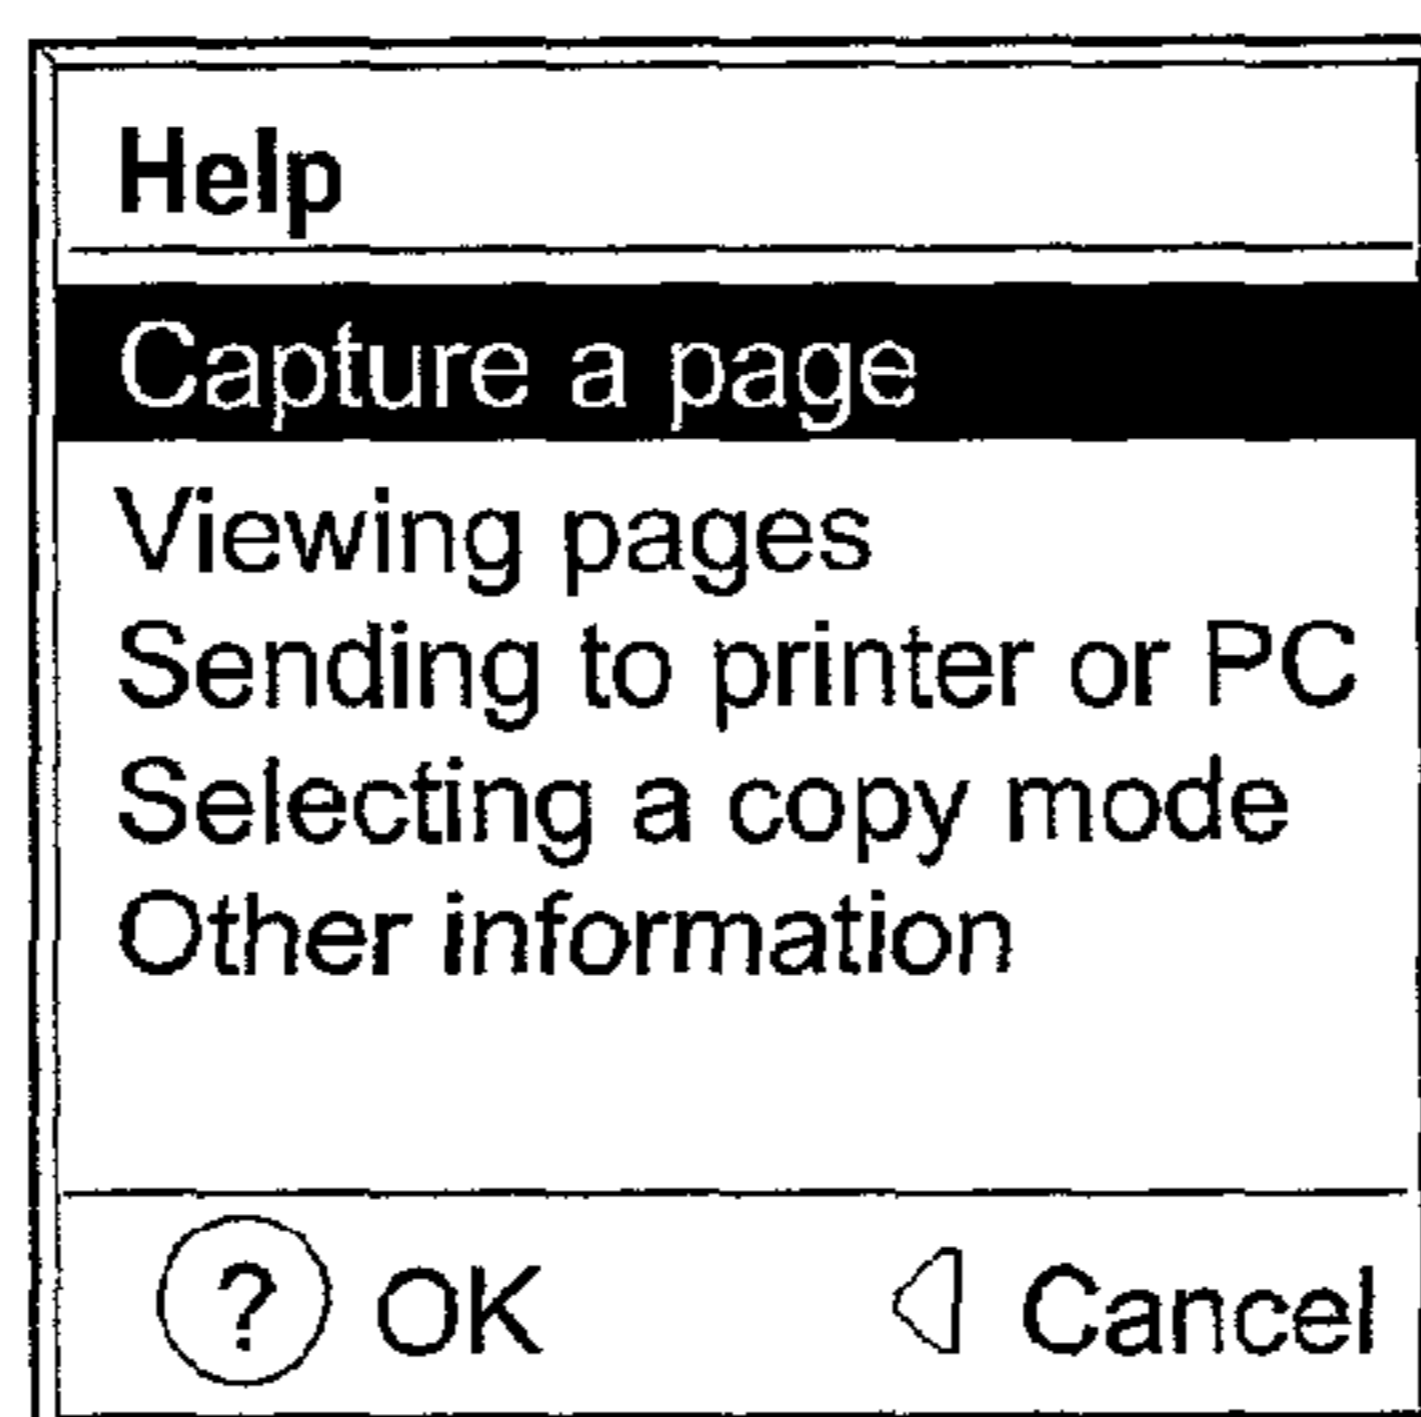 Help
Capture a page
Viewing pages
Sending to printer or PC
Selecting a copy mode
Other information
? OK Cancel